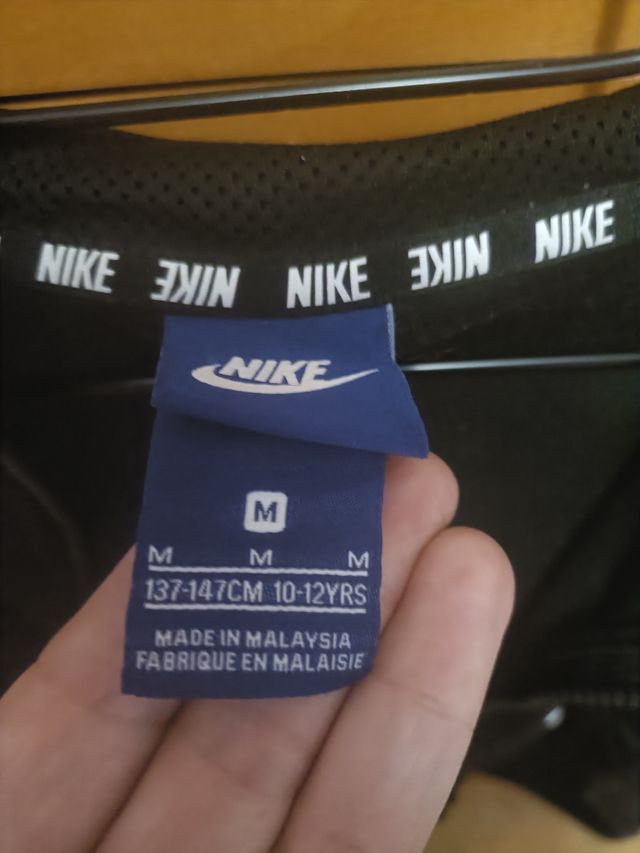 NIKE NIKE NIKE NIKE NIKE
NIKE
M
M M M
137-147CM 10-12YRS
MADE IN MALAYSIA
FABRIQUE EN MALAISIE